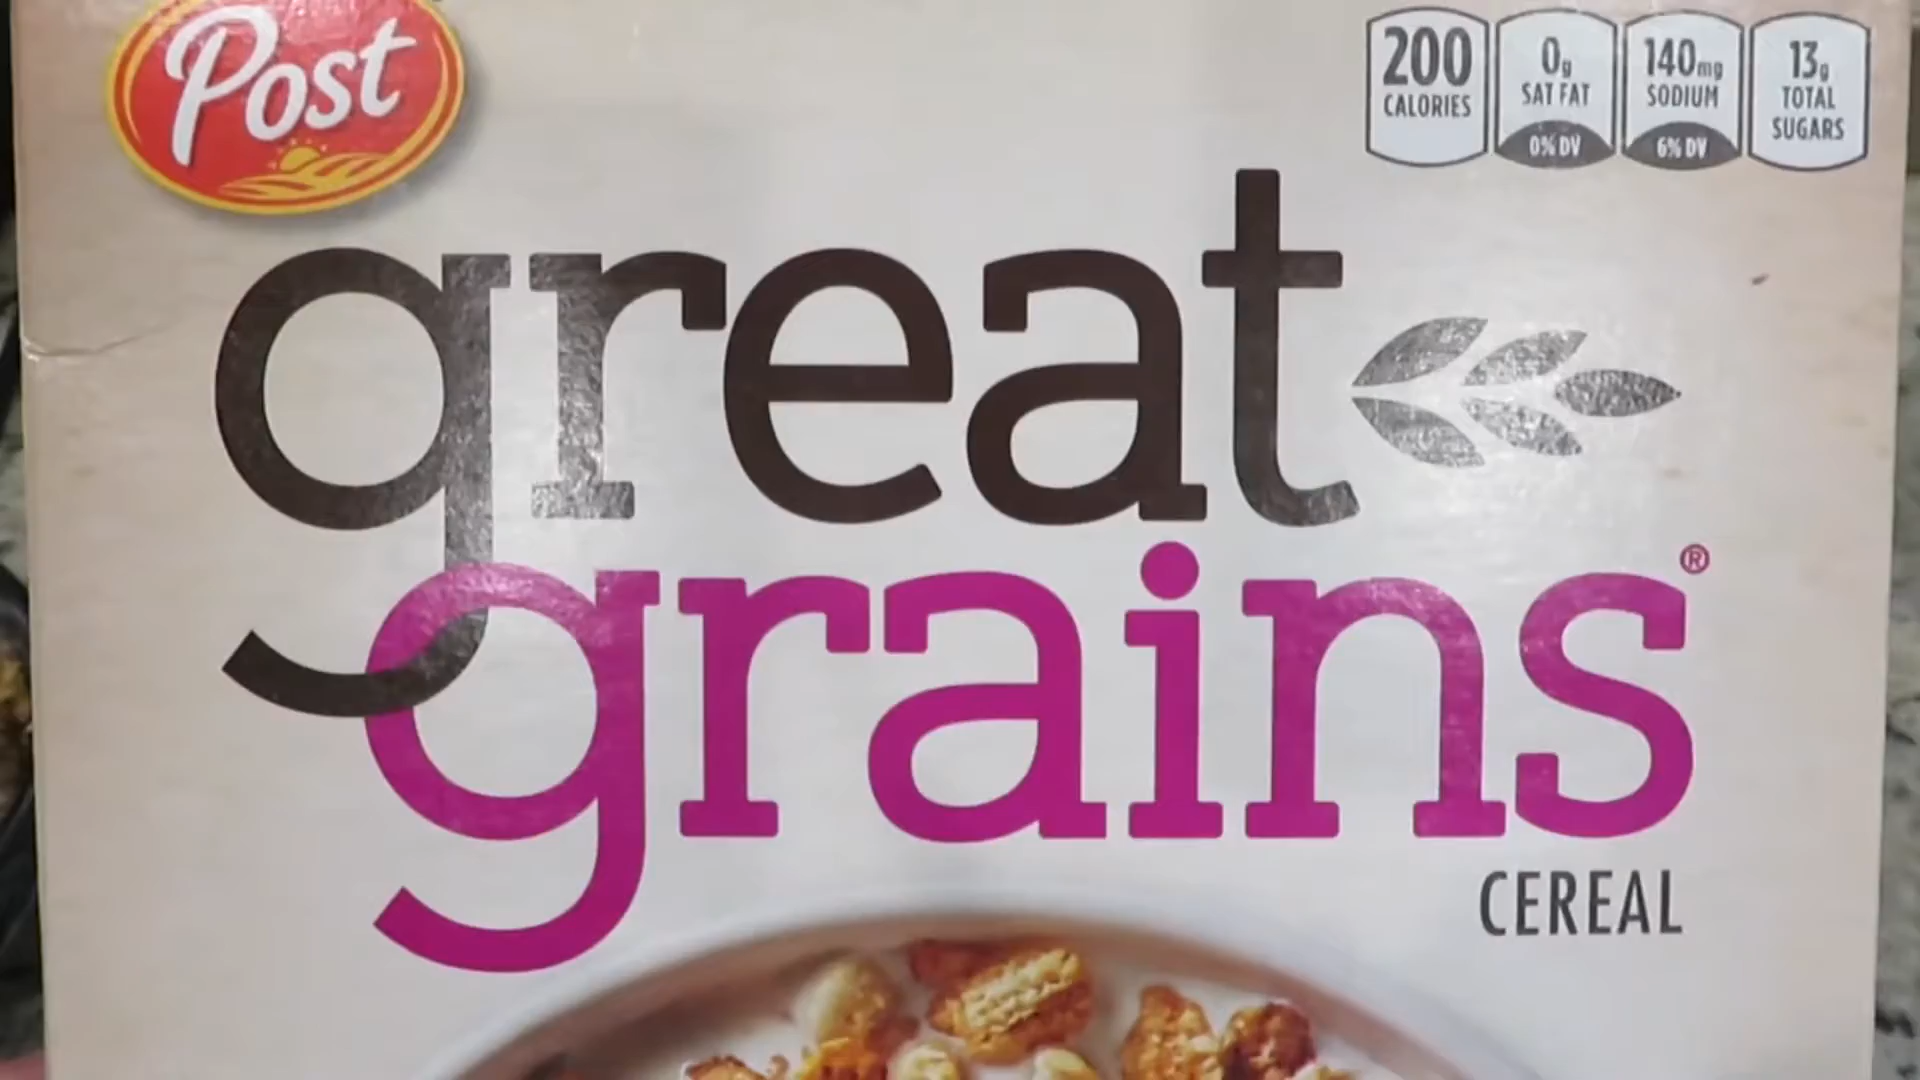 Post
200
CALORIES
0g
SAT FAT
0% DV
140mg
SODIUM
6% DV
13g
TOTAL
SUGARS
great
grains®
CEREAL